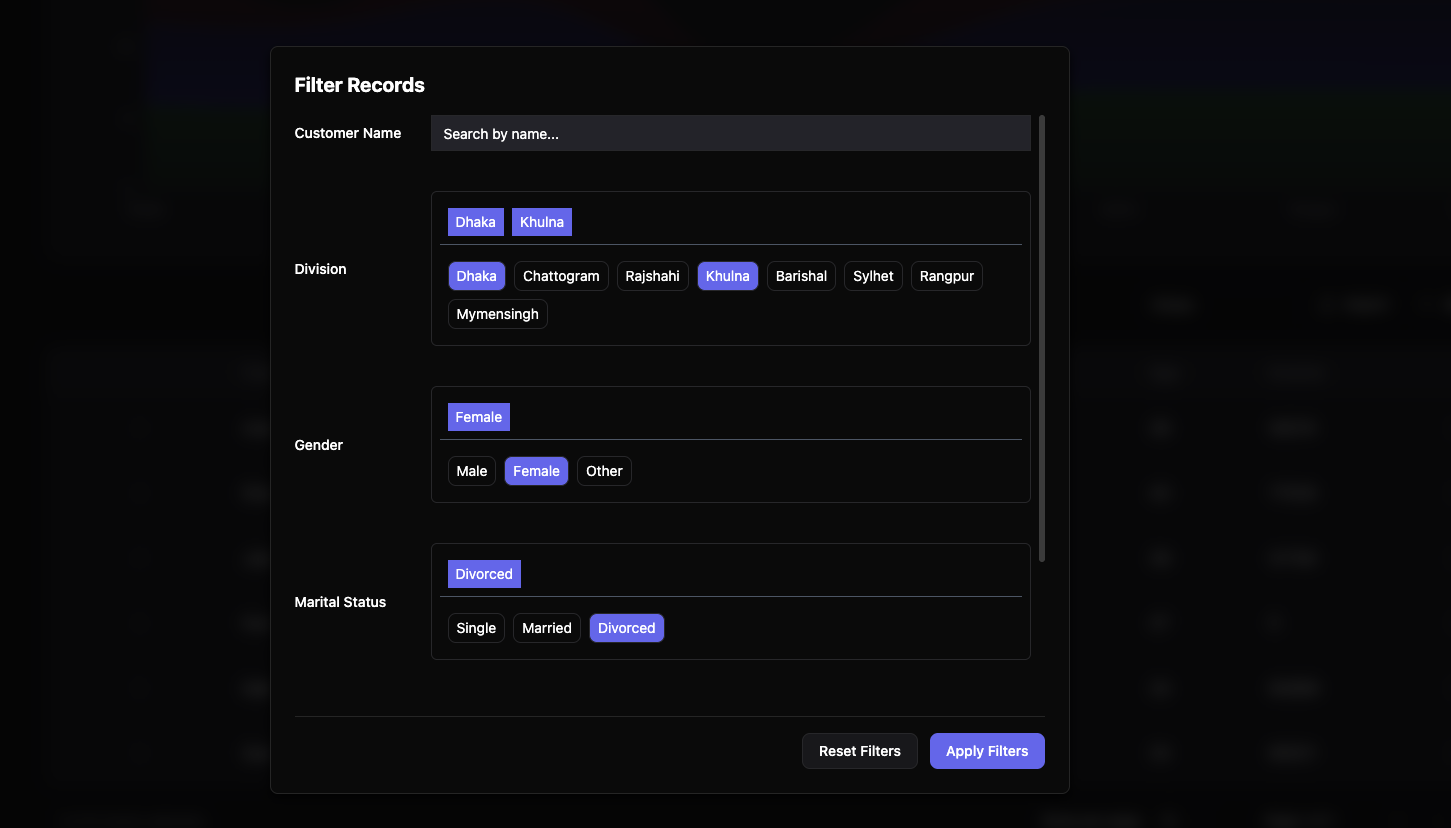 Filter Records
Customer Name
Search by name...
Division
Dhaka Khulna
Dhaka Chattogram Rajshahi Khulna Barishal Sylhet Rangpur
Mymensingh
Gender
Female
Male Female Other
Marital Status
Divorced
Single Married Divorced
Reset Filters Apply Filters